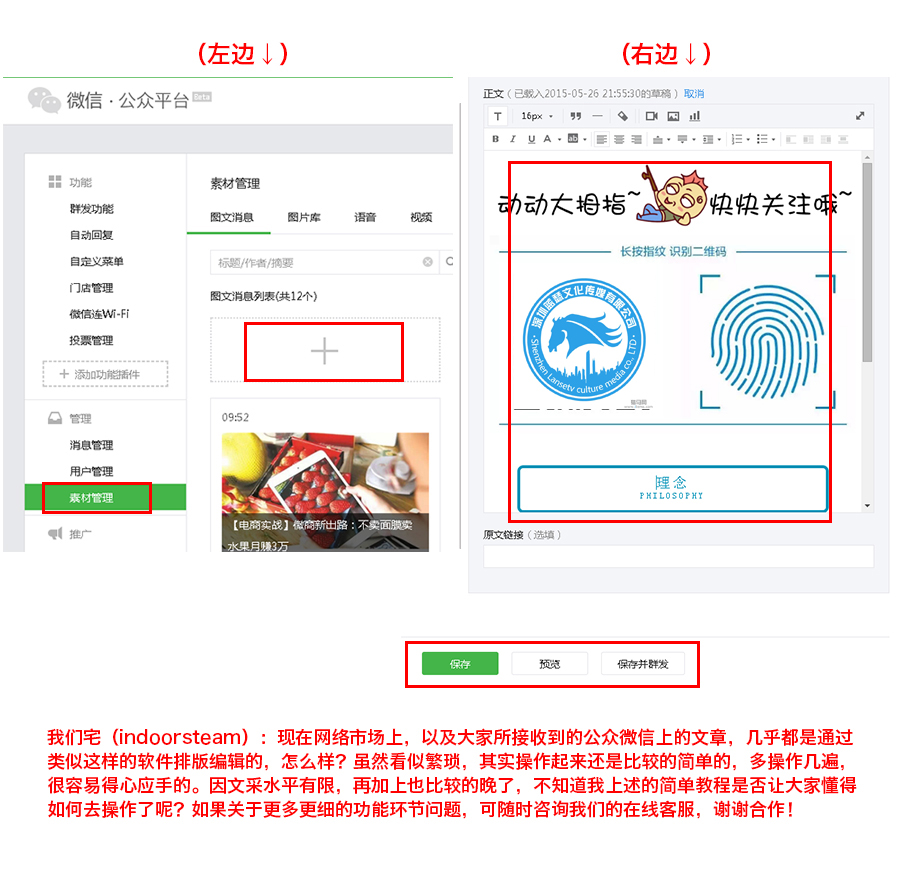 （左边↓）
（右边↓）
微信·公众平台 Beta
功能
群发功能
自动回复
自定义菜单
门店管理
微信连Wi-Fi
投票管理
＋ 添加功能插件
管理
消息管理
用户管理
素材管理
推广
素材管理
图文消息 图片库 语音 视频
标题/作者/摘要
图文消息列表(共12个)
09:52
【电商实战】微商新出路：不卖面膜卖
水果月赚3万
正文（已载入2015-05-26 21:55:30的草稿）取消
16px
动动大拇指~ 快快关注哦~
长按指纹 识别二维码
Shenzhen Lansetv culture media co., LTD.
理念
PHILOSOPHY
原文链接（选填）
保存 预览 保存并群发
我们宅（indoorsteam）：现在网络市场上，以及大家所接收到的公众微信上的文章，几乎都是通过
类似这样的软件排版编辑的，怎么样？虽然看似繁琐，其实操作起来还是比较的简单的，多操作几遍，
很容易得心应手的。因文采水平有限，再加上也比较的晚了，不知道我上述的简单教程是否让大家懂得
如何去操作了呢？如果关于更多更细的功能环节问题，可随时咨询我们的在线客服，谢谢合作！